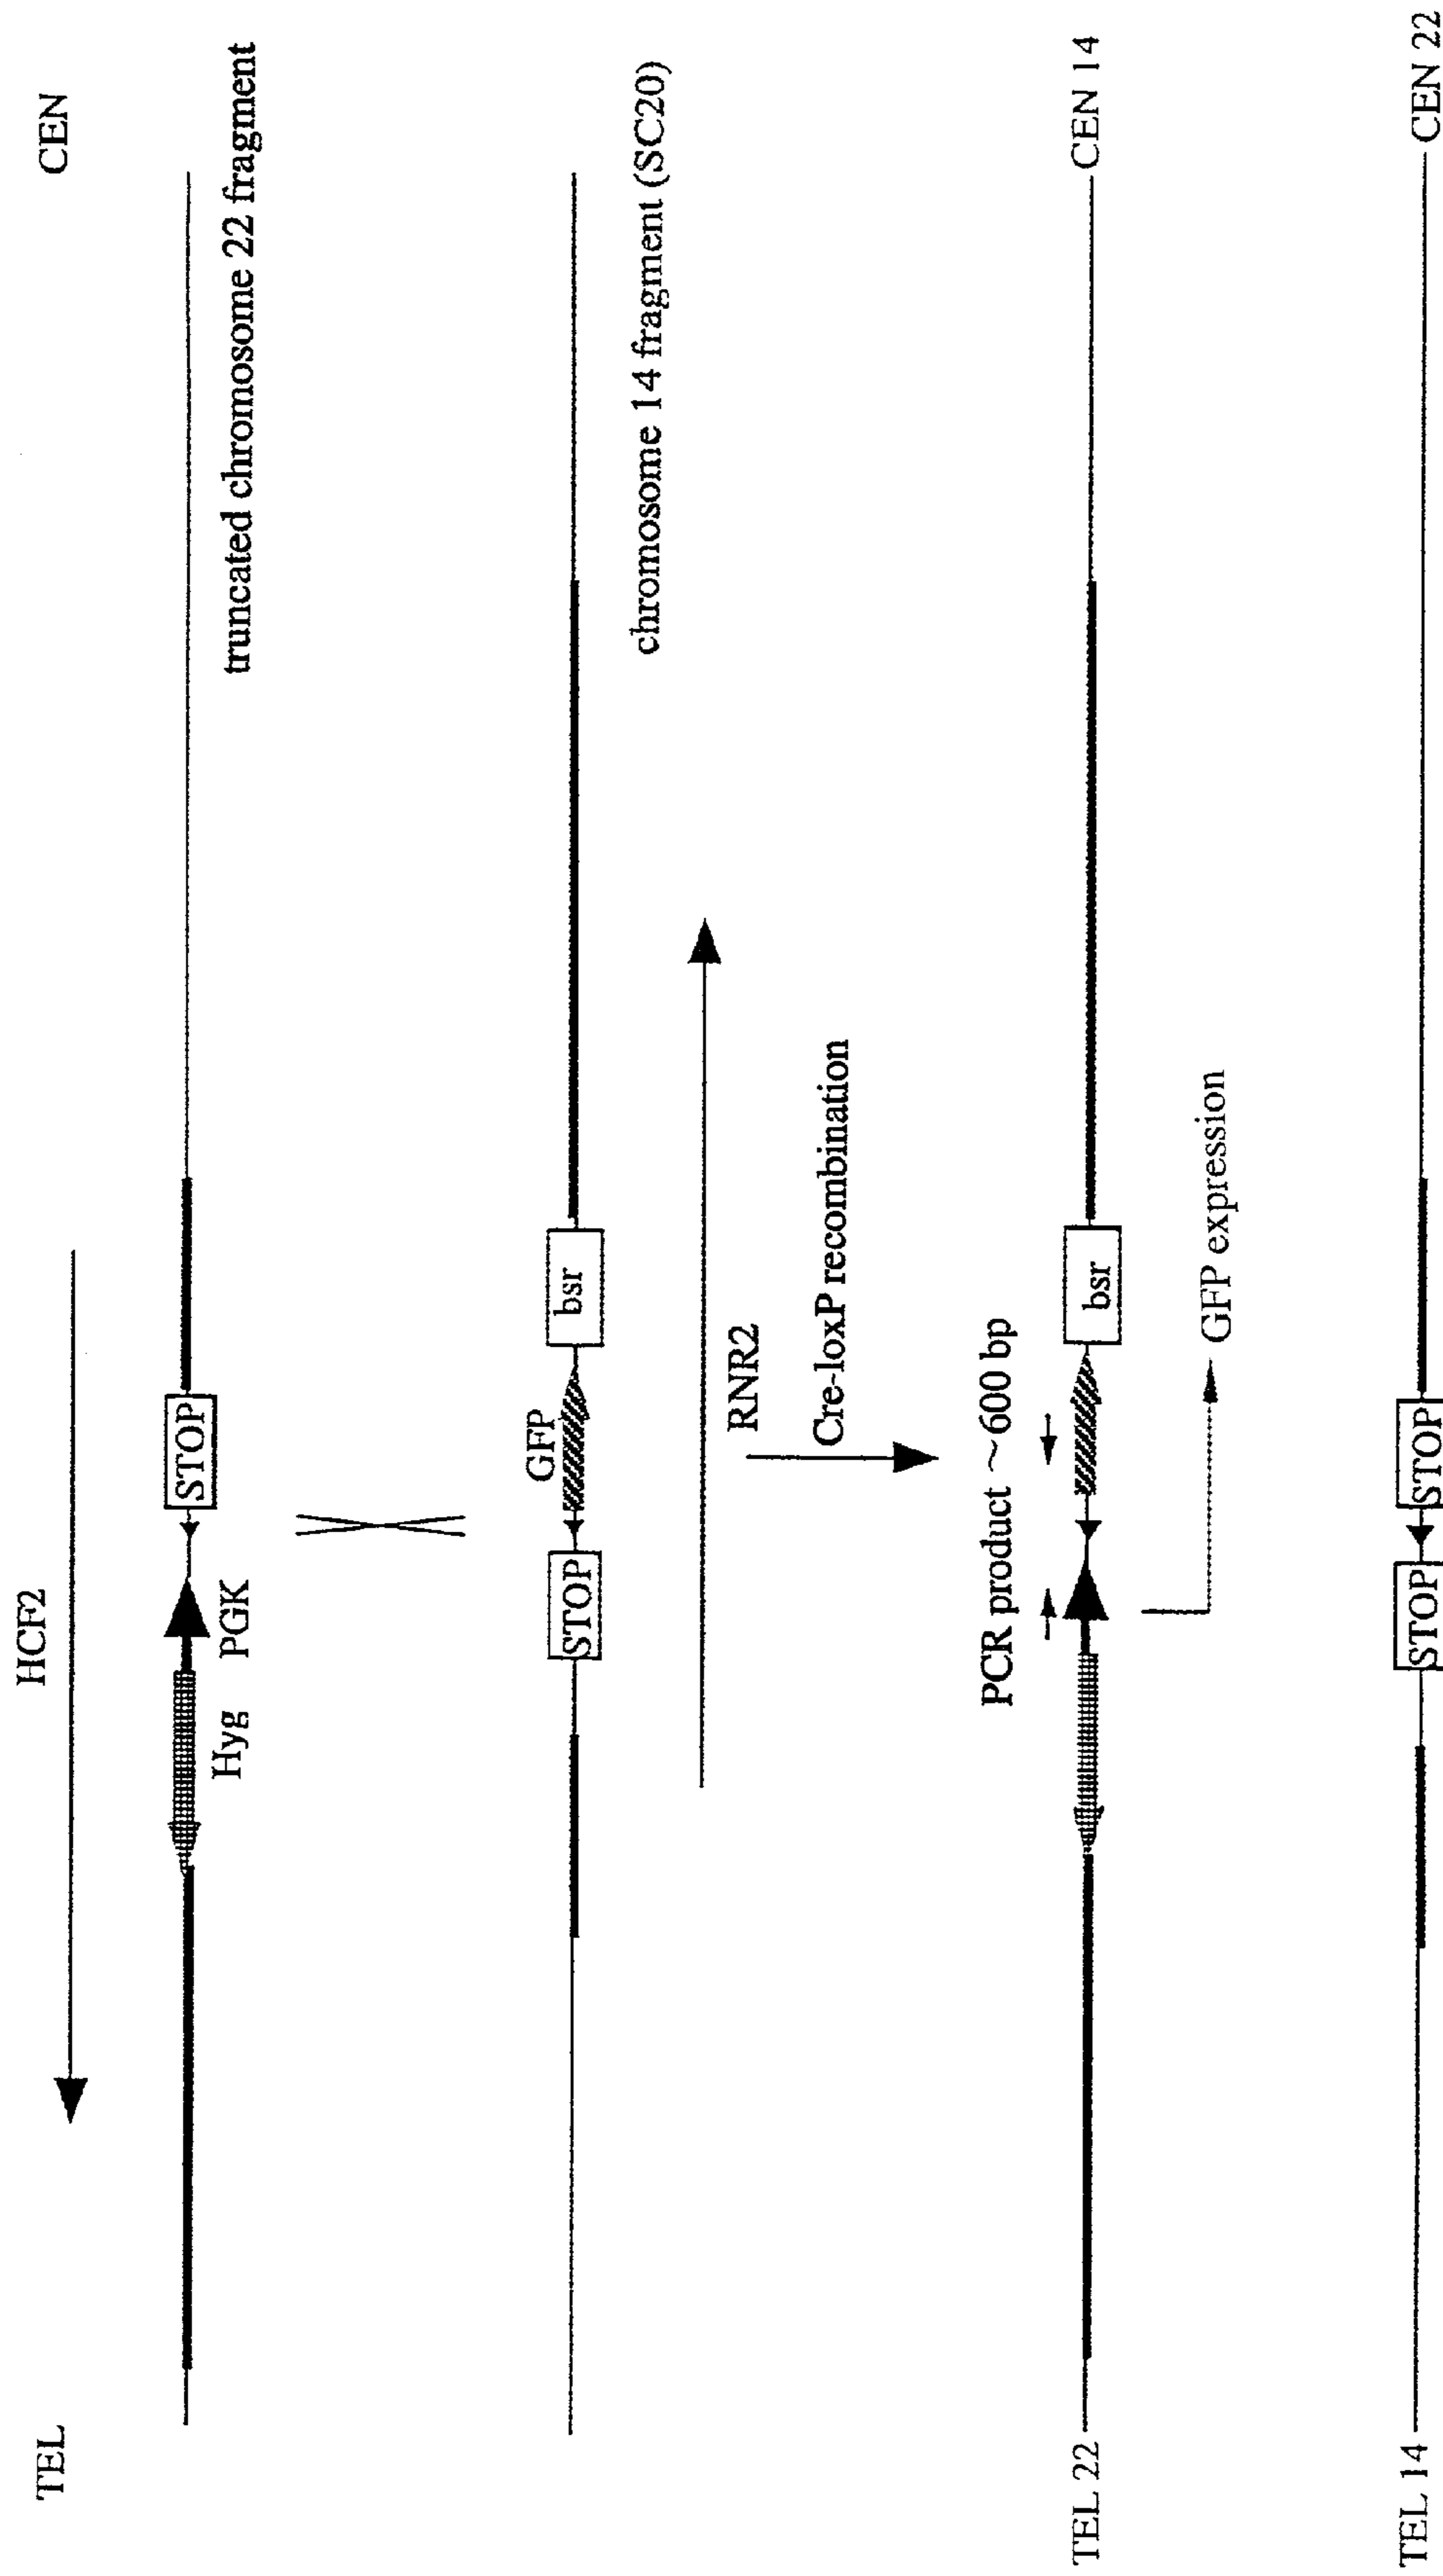 TEL
HCF2
CEN
Hyg
PGK
STOP
truncated chromosome 22 fragment
STOP
GFP
bsr
chromosome 14 fragment (SC20)
RNR2
Cre-loxP recombination
PCR product ~600 bp
TEL 22
bsr
CEN 14
GFP expression
TEL 14
STOP
STOP
CEN 22